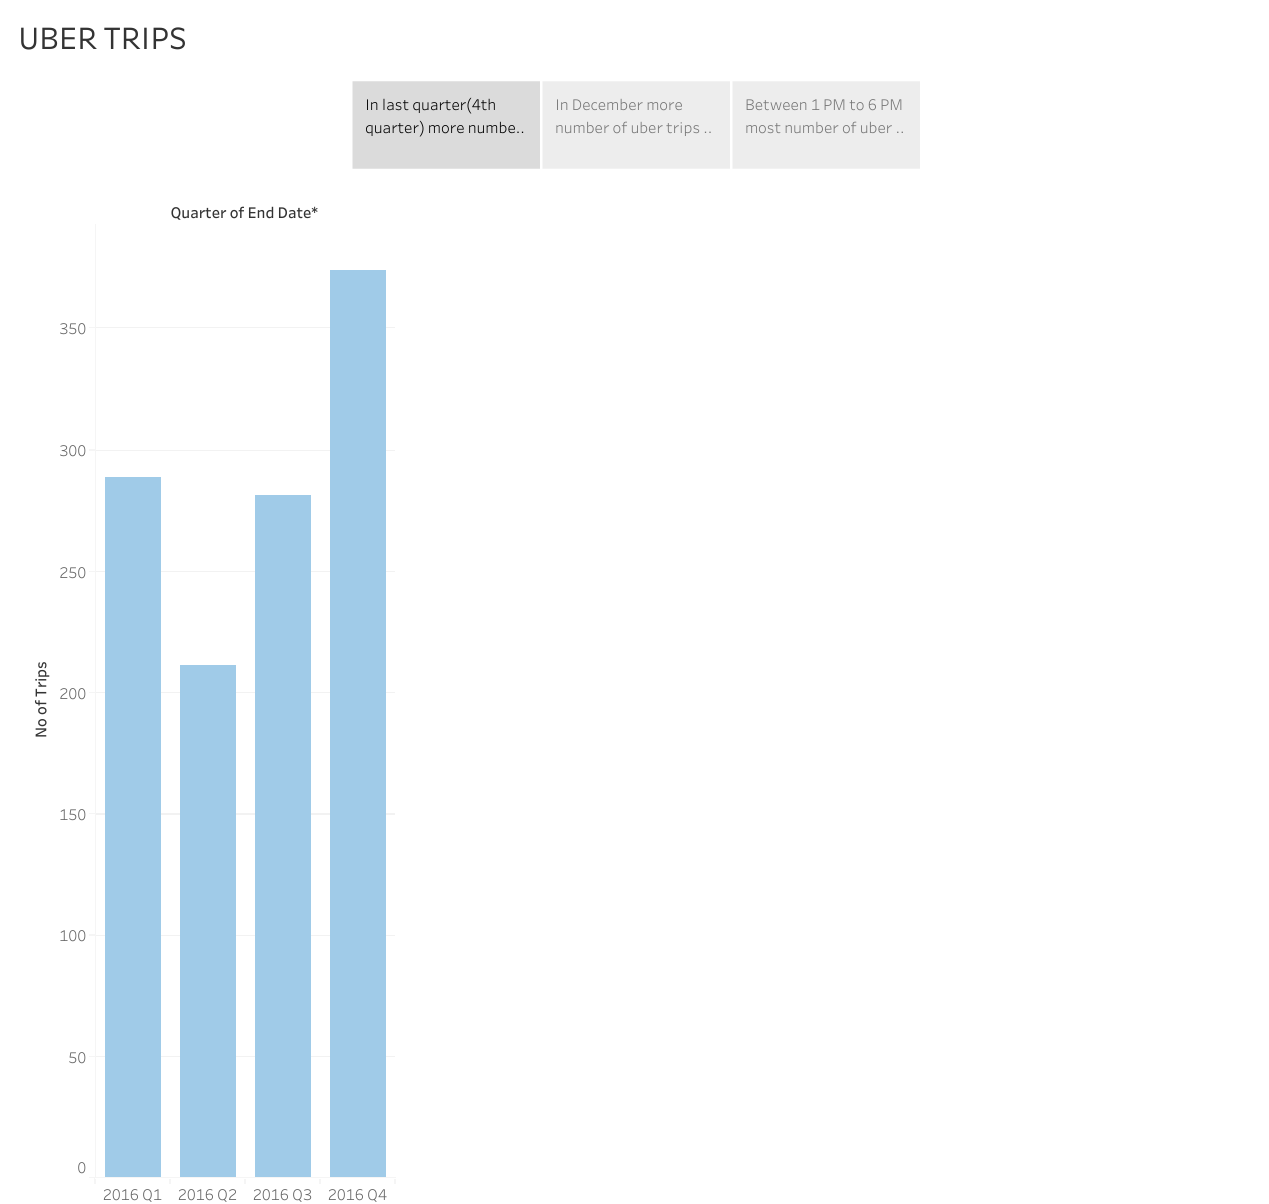 UBER TRIPS
In last quarter(4th
quarter) more numbe..
In December more
number of uber trips ..
Between 1 PM to 6 PM
most number of uber ..
Quarter of End Date*
350
300
250
200
150
100
50
0
No of Trips
2016 Q1 2016 Q2 2016 Q3 2016 Q4